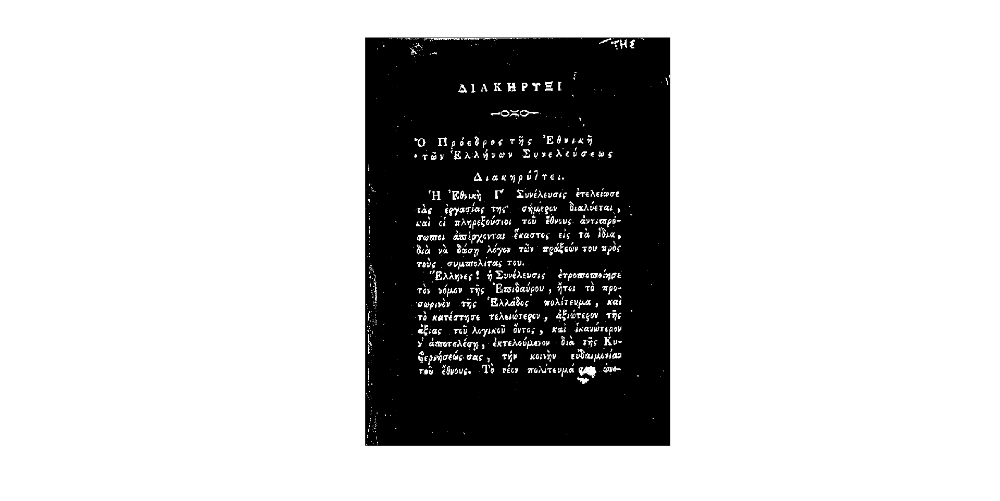 ΤΗΣ
ΔΙΑΚΗΡΥΞΙ
Ὁ Πρόεδρος τῆς Ἐθνικῆ
τῶν Ἑλλήνων Συνελεύσεως
Διακηρύττει.
Ἡ Ἐθνικὴ Γ΄ Συνέλευσις ἐτελείωσε
τὰς ἐργασίας της· σήμερον διαλύεται,
καὶ οἱ πληρεξούσιοι τοῦ ἔθνους ἀντιπρό-
σωποι ἀπέρχονται ἕκαστος εἰς τὰ ἴδια,
διὰ νὰ δώσῃ λόγον τῶν πράξεών του πρὸς
τοὺς συμπολίτας του.
Ἕλληνες! ἡ Συνέλευσις ἐτροποποίησε
τὸν νόμον τῆς Ἐπιδαύρου, ἤτοι τὸ προ-
σωρινὸν τῆς Ἑλλάδος πολίτευμα, καὶ
τὸ κατέστησε τελειώτερον, ἀξιώτερον τῆς
ἀξίας τοῦ λογικοῦ ὄντος, καὶ ἱκανώτερον
ν' ἀποτελέσῃ, ἐκτελούμενον διὰ τῆς Κυ-
βερνήσεώς σας, τὴν κοινὴν εὐδαιμονίαν
τοῦ ἔθνους. Τὸ νέον πολίτευμά ὠνο-